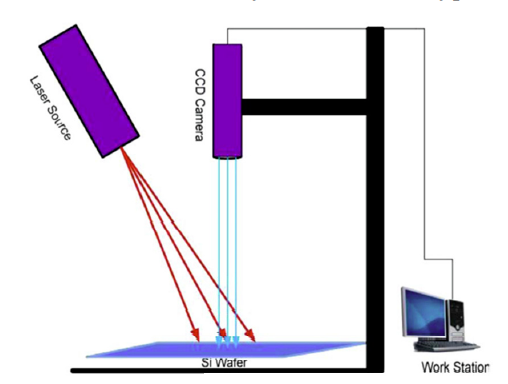 Laser Source
CCD Camera
Si Wafer
Work Station